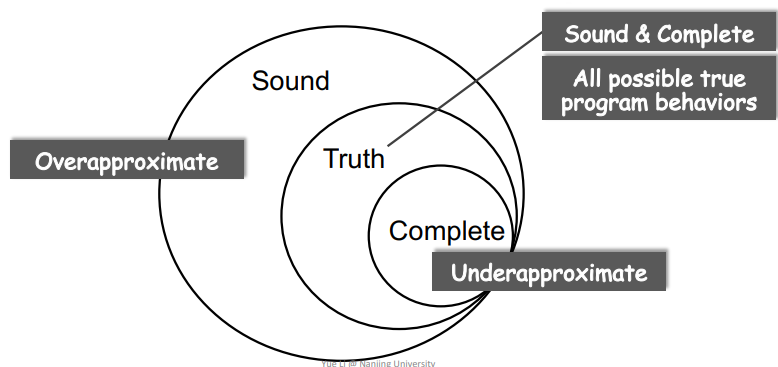 Sound & Complete
Sound
All possible true
program behaviors
Overapproximate
Truth
Complete
Underapproximate
Yue Li @ Nanjing University